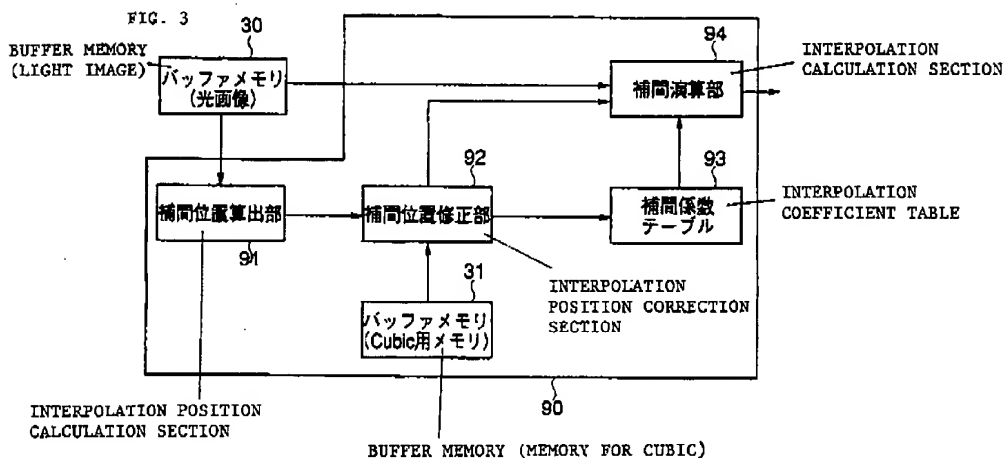 FIG. 3
BUFFER MEMORY
(LIGHT IMAGE)
30
バッファメモリ
(光画像)
94
補間演算部
INTERPOLATION
CALCULATION SECTION
92
93
補間位置算出部
91
補間位置修正部
補間係数
テーブル
INTERPOLATION
COEFFICIENT TABLE
31
バッファメモリ
(Cubic用メモリ)
INTERPOLATION
POSITION CORRECTION
SECTION
90
INTERPOLATION POSITION
CALCULATION SECTION
BUFFER MEMORY (MEMORY FOR CUBIC)